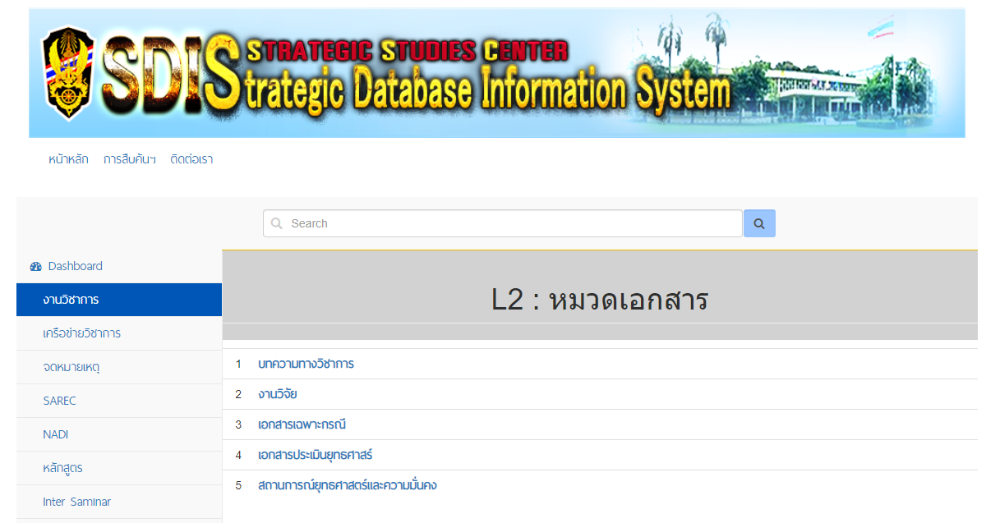 SDIS STRATEGIC STUDIES CENTER
Strategic Database Information System
หน้าหลัก การสืบค้นฯ ติดต่อเรา
Search
Dashboard
งานวิชาการ
เครือข่ายวิชาการ
จดหมายเหตุ
SAREC
NADI
หลักสูตร
Inter Saminar
L2 : หมวดเอกสาร
1 บทความทางวิชาการ
2 งานวิจัย
3 เอกสารเฉพาะกรณี
4 เอกสารประเมินยุทธศาสร์
5 สถานการณ์ยุทธศาสตร์และความมั่นคง